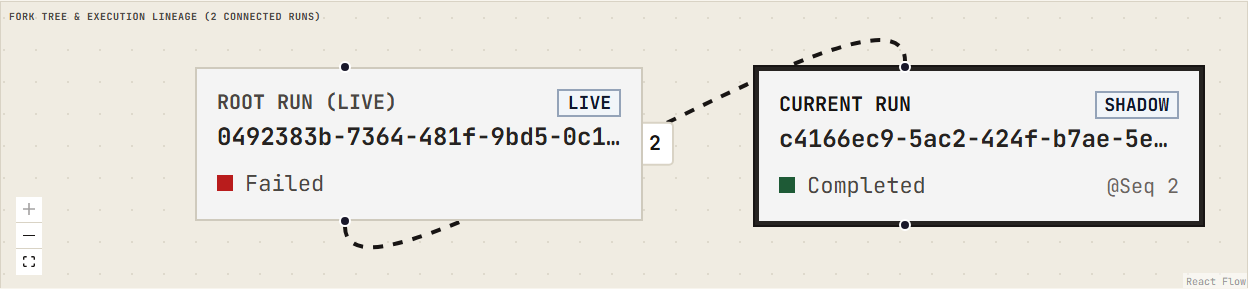 FORK TREE & EXECUTION LINEAGE (2 CONNECTED RUNS)
ROOT RUN (LIVE)
LIVE
0492383b-7364-481f-9bd5-0c1…
Failed
2
CURRENT RUN
SHADOW
c4166ec9-5ac2-424f-b7ae-5e…
Completed
@Seq 2
React Flow